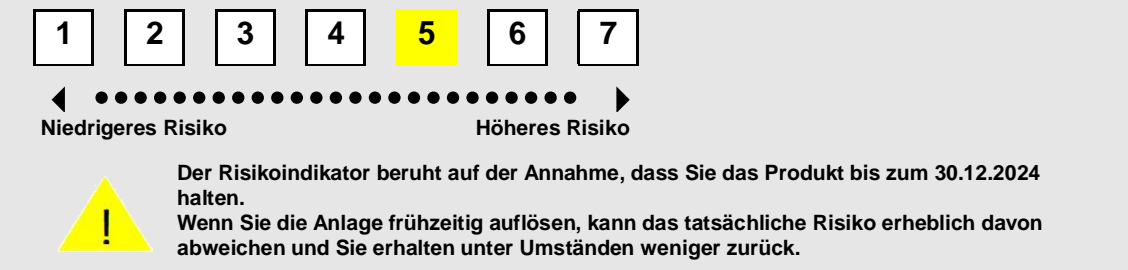 1 2 3 4 5 6 7
Niedrigeres Risiko Höheres Risiko
Der Risikoindikator beruht auf der Annahme, dass Sie das Produkt bis zum 30.12.2024
halten.
Wenn Sie die Anlage frühzeitig auflösen, kann das tatsächliche Risiko erheblich davon
abweichen und Sie erhalten unter Umständen weniger zurück.
!